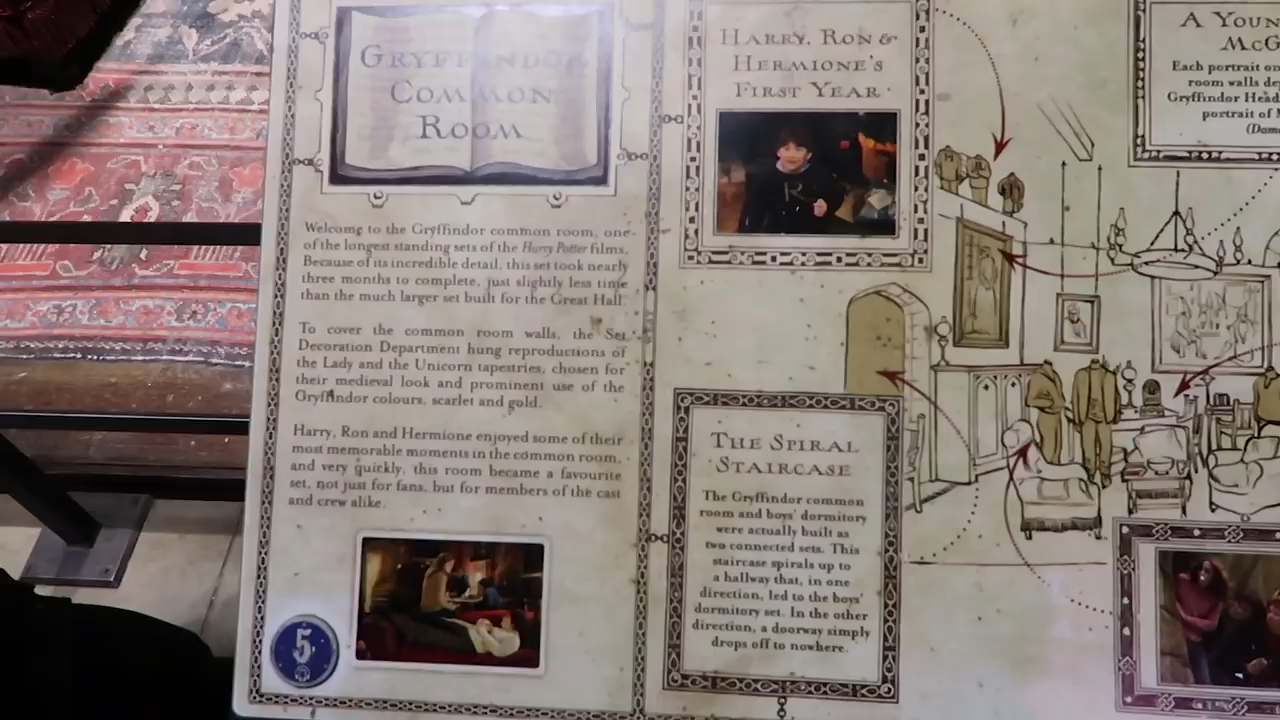 GRYFFINDOR
COMMON
ROOM
Welcome to the Gryffindor common room, one
of the longest standing sets of the Harry Potter films.
Because of its incredible detail, this set took nearly
three months to complete, just slightly less time
than the much larger set built for the Great Hall.
To cover the common room walls, the Set
Decoration Department hung reproductions of
the Lady and the Unicorn tapestries, chosen for
their medieval look and prominent use of the
Gryffindor colours, scarlet and gold.
Harry, Ron and Hermione enjoyed some of their
most memorable moments in the common room,
and very quickly, this room became a favourite
set, not just for fans, but for members of the cast
and crew alike.
5
HARRY, RON &
HERMIONE'S
FIRST YEAR
THE SPIRAL
STAIRCASE
The Gryffindor common
room and boys' dormitory
were actually built as
two connected sets. This
staircase spirals up to
a hallway that, in one
direction, led to the boys'
dormitory set. In the other
direction, a doorway simply
drops off to nowhere.
A YOUN
MCG
Each portrait on
room walls de
Gryffindor Head
portrait of
(Dam